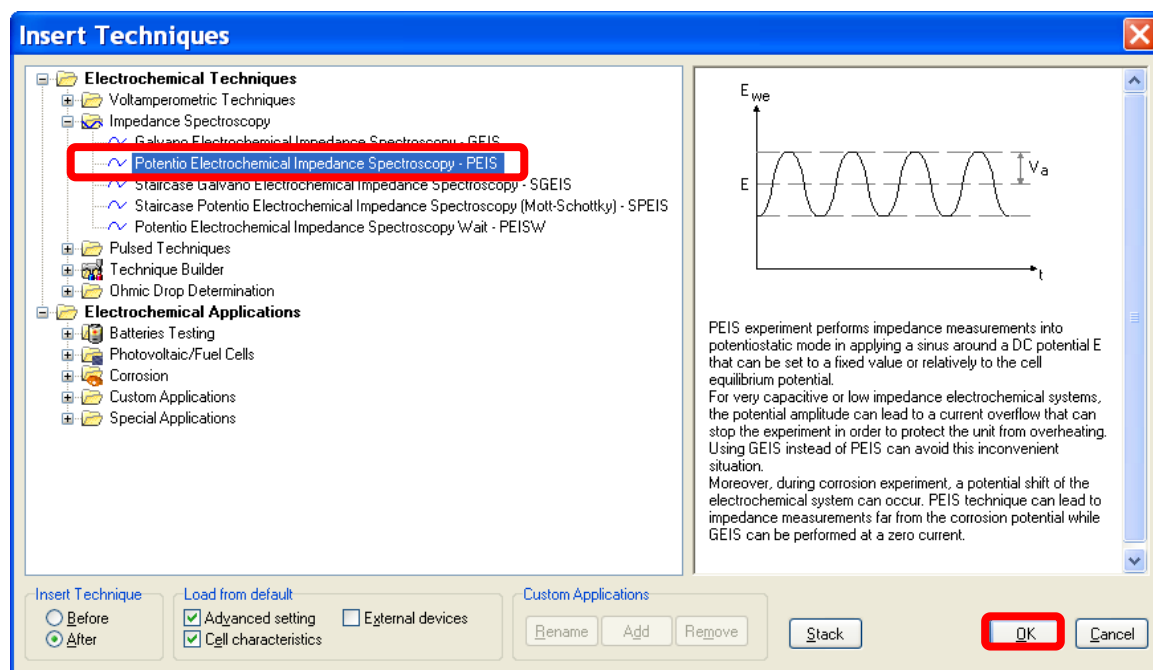 Insert Techniques
Electrochemical Techniques
Voltamperometric Techniques
Impedance Spectroscopy
Galvano Electrochemical Impedance Spectroscopy - GEIS
Potentio Electrochemical Impedance Spectroscopy - PEIS
Staircase Galvano Electrochemical Impedance Spectroscopy - SGEIS
Staircase Potentio Electrochemical Impedance Spectroscopy (Mott-Schottky) - SPEIS
Potentio Electrochemical Impedance Spectroscopy Wait - PEISW
Pulsed Techniques
Technique Builder
Ohmic Drop Determination
Electrochemical Applications
Batteries Testing
Photovoltaic/Fuel Cells
Corrosion
Custom Applications
Special Applications
Ewe
Va
E
t
PEIS experiment performs impedance measurements into
potentiostatic mode in applying a sinus around a DC potential E
that can be set to a fixed value or relatively to the cell
equilibrium potential.
For very capacitive or low impedance electrochemical systems,
the potential amplitude can lead to a current overflow that can
stop the experiment in order to protect the unit from overheating.
Using GEIS instead of PEIS can avoid this inconvenient
situation.
Moreover, during corrosion experiment, a potential shift of the
electrochemical system can occur. PEIS technique can lead to
impedance measurements far from the corrosion potential while
GEIS can be performed at a zero current.
Insert Technique
Before
After
Load from default
Advanced setting
External devices
Cell characteristics
Custom Applications
Rename
Add
Remove
Stack
OK
Cancel